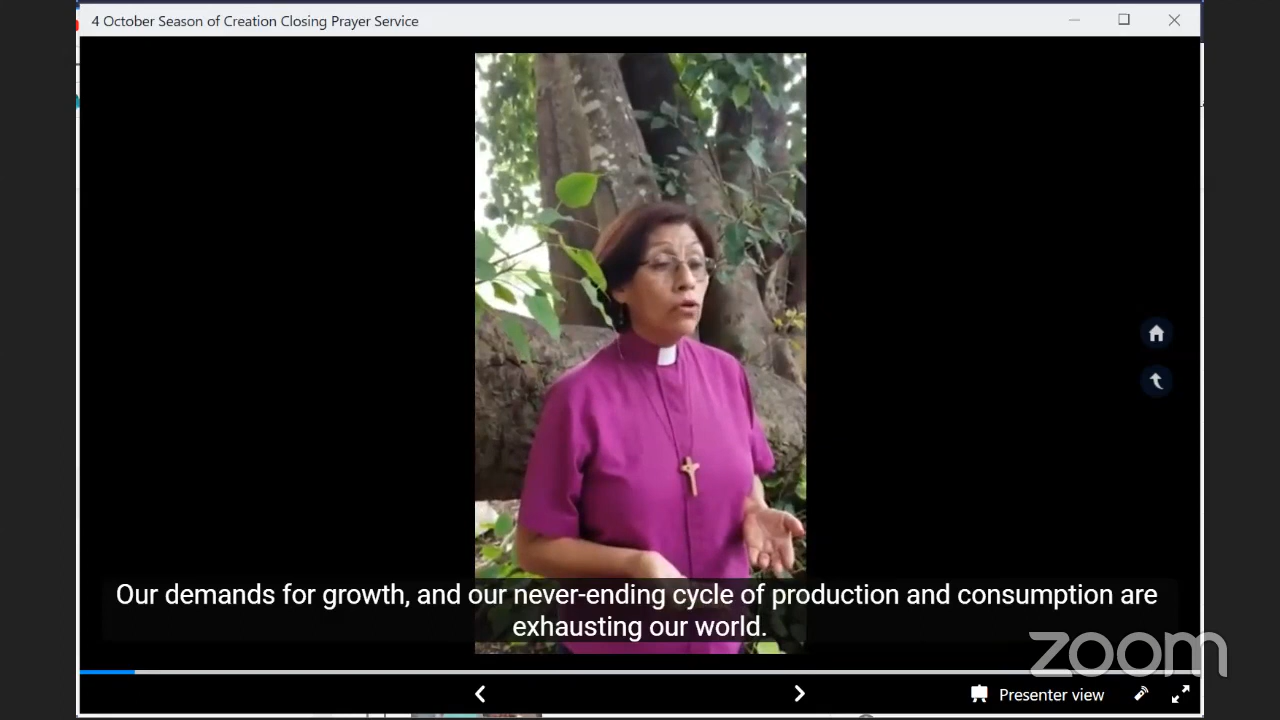 4 October Season of Creation Closing Prayer Service
Our demands for growth, and our never-ending cycle of production and consumption are
exhausting our world.
zoom
Presenter view